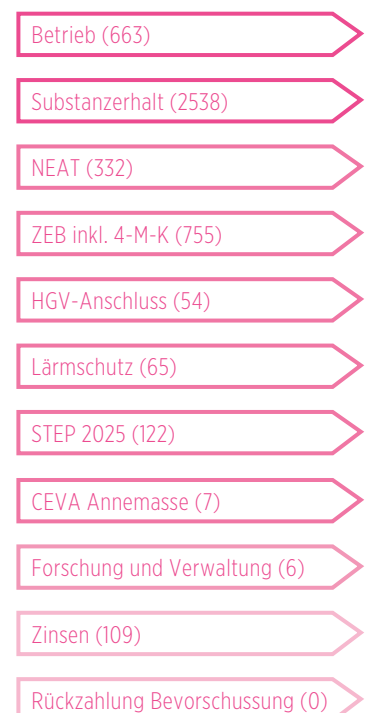 Betrieb (663)
Substanzerhalt (2538)
NEAT (332)
ZEB inkl. 4-M-K (755)
HGV-Anschluss (54)
Lärmschutz (65)
STEP 2025 (122)
CEVA Annemasse (7)
Forschung und Verwaltung (6)
Zinsen (109)
Rückzahlung Bevorschussung (0)